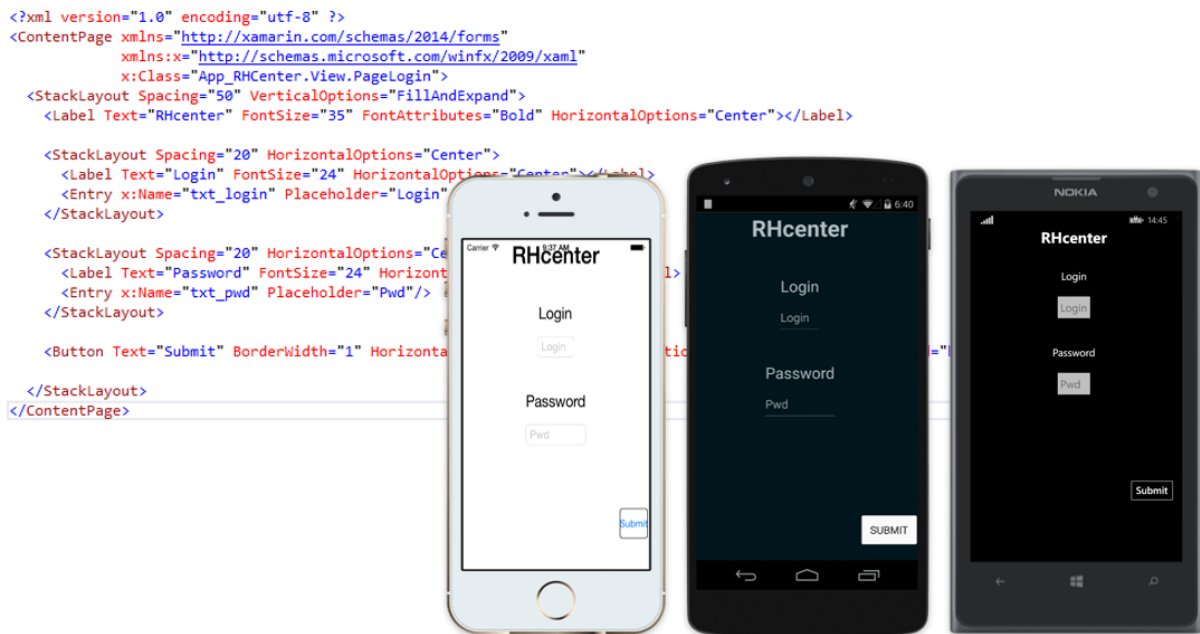 <?xml version="1.0" encoding="utf-8" ?>
<ContentPage xmlns="http://xamarin.com/schemas/2014/forms"
xmlns:x="http://schemas.microsoft.com/winfx/2009/xaml"
x:Class="App_RHCenter.View.PageLogin">
<StackLayout Spacing="50" VerticalOptions="FillAndExpand">
<Label Text="RHcenter" FontSize="35" FontAttributes="Bold" HorizontalOptions="Center"></Label>
<StackLayout Spacing="20" HorizontalOptions="Center">
<Label Text="Login" FontSize="24" HorizontalOptions="Center"></Label>
<Entry x:Name="txt_login" Placeholder="Login"
</StackLayout>
<StackLayout Spacing="20" HorizontalOptions="Ce
<Label Text="Password" FontSize="24" Horizont l>
<Entry x:Name="txt_pwd" Placeholder="Pwd"/>
</StackLayout>
<Button Text="Submit" BorderWidth="1" Horizonta tio ="
</StackLayout>
</ContentPage>
Carrier 9:37 AM
RHcenter
Login
Login
Password
Pwd
Submit
6:40
RHcenter
Login
Login
Password
Pwd
SUBMIT
NOKIA
14:45
RHcenter
Login
Login
Password
Pwd
Submit